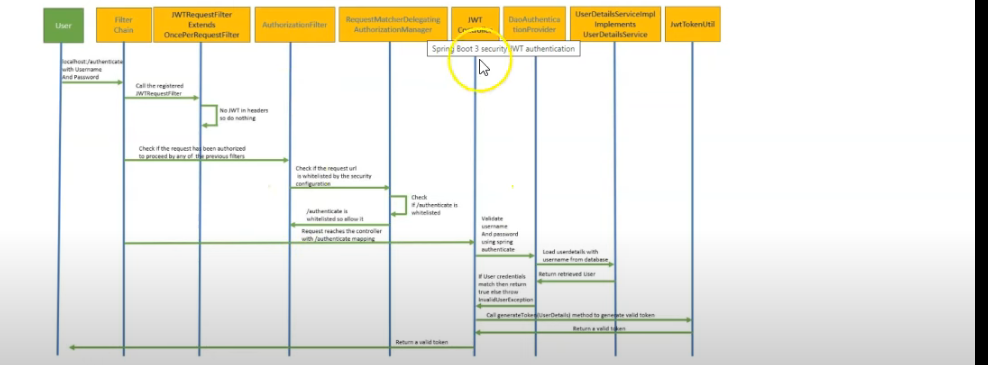 User
Filter
Chain
JWTRequestFilter
Extends
OncePerRequestFilter
AuthorizationFilter
RequestMatcherDelegating
AuthorizationManager
JWT
Controller
DaoAuthentica
tionProvider
UserDetailsServiceImpl
Implements
UserDetailsService
JwtTokenUtil
Spring Boot 3 security JWT authentication
localhost:/authenticate
with Username
And Password
Call the registered
JWTRequestFilter
No JWT in headers
so do nothing
Check if the request has been authorized
to proceed by any of the previous filters
Check if the request url
is whitelisted by the security
configuration
Check
if /authenticate is
whitelisted
/authenticate is
whitelisted so allow it
Request reaches the controller
with /authenticate mapping
Validate
username
And password
using spring
authenticate
Load userdetails with
username from database
Return retrieved User
If User credentials
match then return
true else throw
InvalidUserException
Call generateToken(UserDetails) method to generate valid token
Return a valid token
Return a valid token